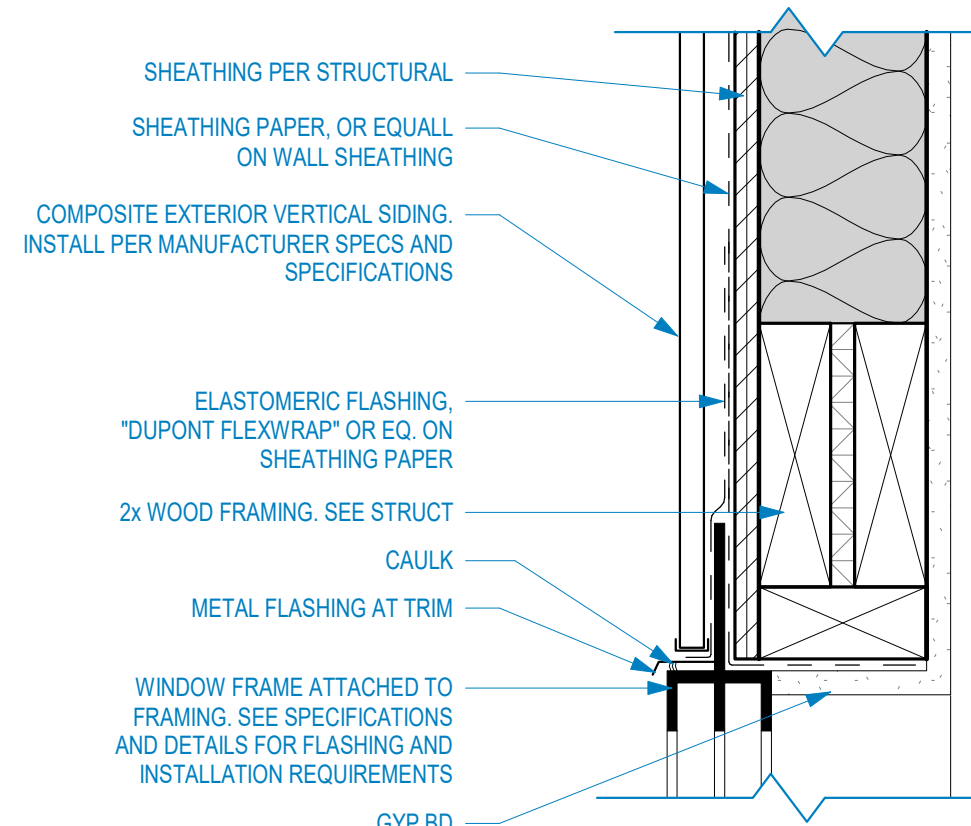 SHEATHING PER STRUCTURAL
SHEATHING PAPER, OR EQUALL
ON WALL SHEATHING
COMPOSITE EXTERIOR VERTICAL SIDING.
INSTALL PER MANUFACTURER SPECS AND
SPECIFICATIONS
ELASTOMERIC FLASHING,
"DUPONT FLEXWRAP" OR EQ. ON
SHEATHING PAPER
2x WOOD FRAMING. SEE STRUCT
CAULK
METAL FLASHING AT TRIM
WINDOW FRAME ATTACHED TO
FRAMING. SEE SPECIFICATIONS
AND DETAILS FOR FLASHING AND
INSTALLATION REQUIREMENTS
GYP BD